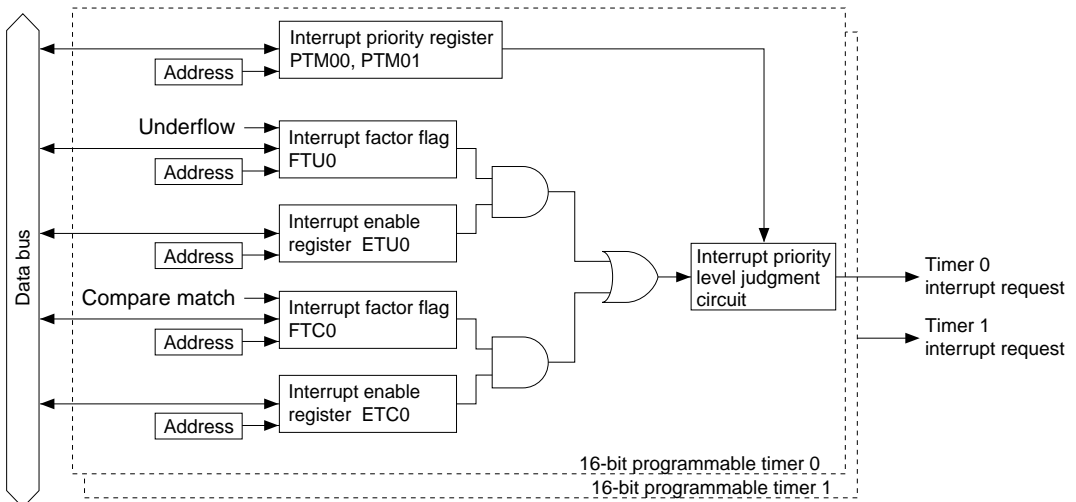 Data bus
Interrupt priority register
PTM00, PTM01
Address
Underflow
Interrupt factor flag
FTU0
Address
Interrupt enable
register ETU0
Address
Compare match
Interrupt factor flag
FTC0
Address
Interrupt enable
register ETC0
Address
Interrupt priority
level judgment
circuit
Timer 0
interrupt request
Timer 1
interrupt request
16-bit programmable timer 0
16-bit programmable timer 1